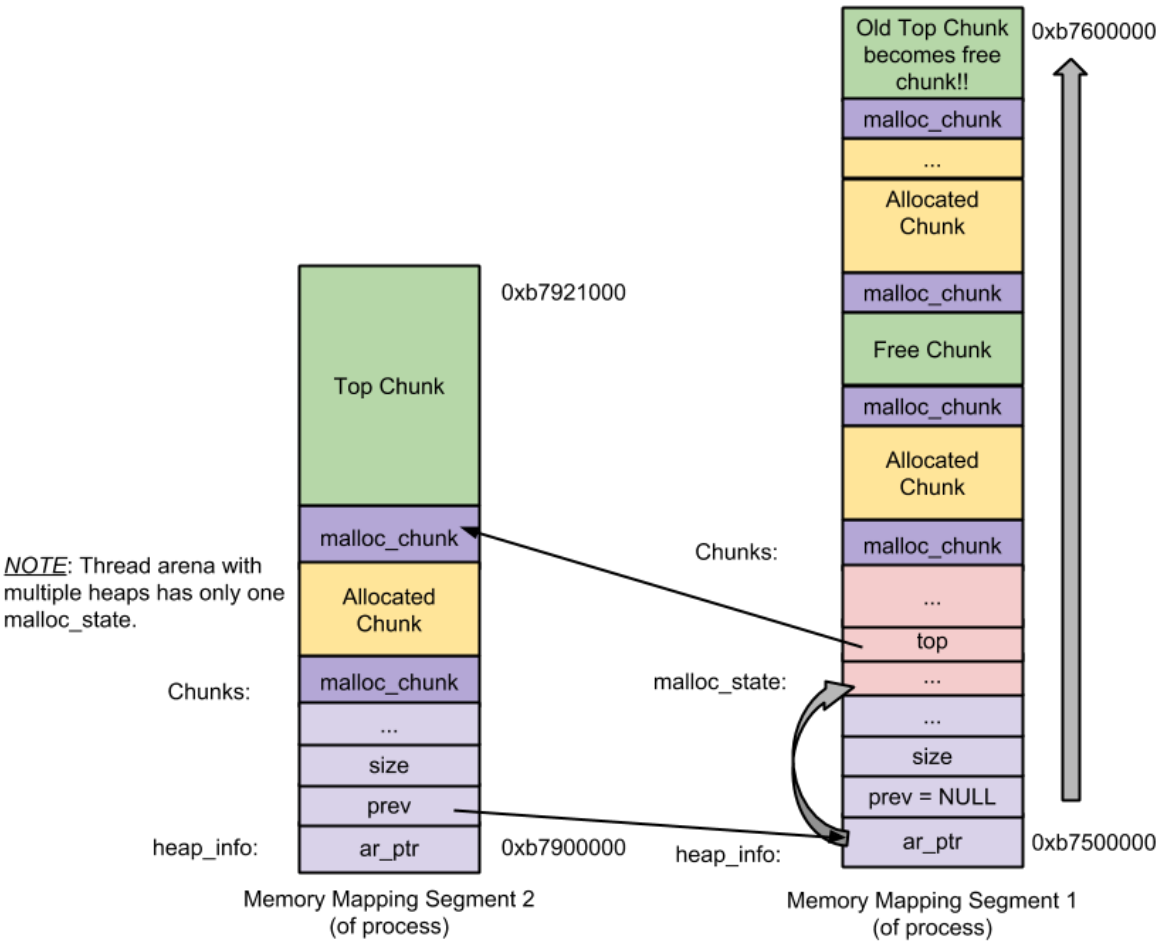 Old Top Chunk
becomes free
chunk!!
0xb7600000
malloc_chunk
...
Allocated
Chunk
malloc_chunk
Free Chunk
malloc_chunk
Allocated
Chunk
Chunks:
malloc_chunk
...
top
malloc_state:
...
...
size
prev = NULL
heap_info:
ar_ptr
0xb7500000
Memory Mapping Segment 1
(of process)
0xb7921000
Top Chunk
malloc_chunk
NOTE: Thread arena with
multiple heaps has only one
malloc_state.
Allocated
Chunk
Chunks:
malloc_chunk
...
size
prev
heap_info:
ar_ptr
0xb7900000
Memory Mapping Segment 2
(of process)